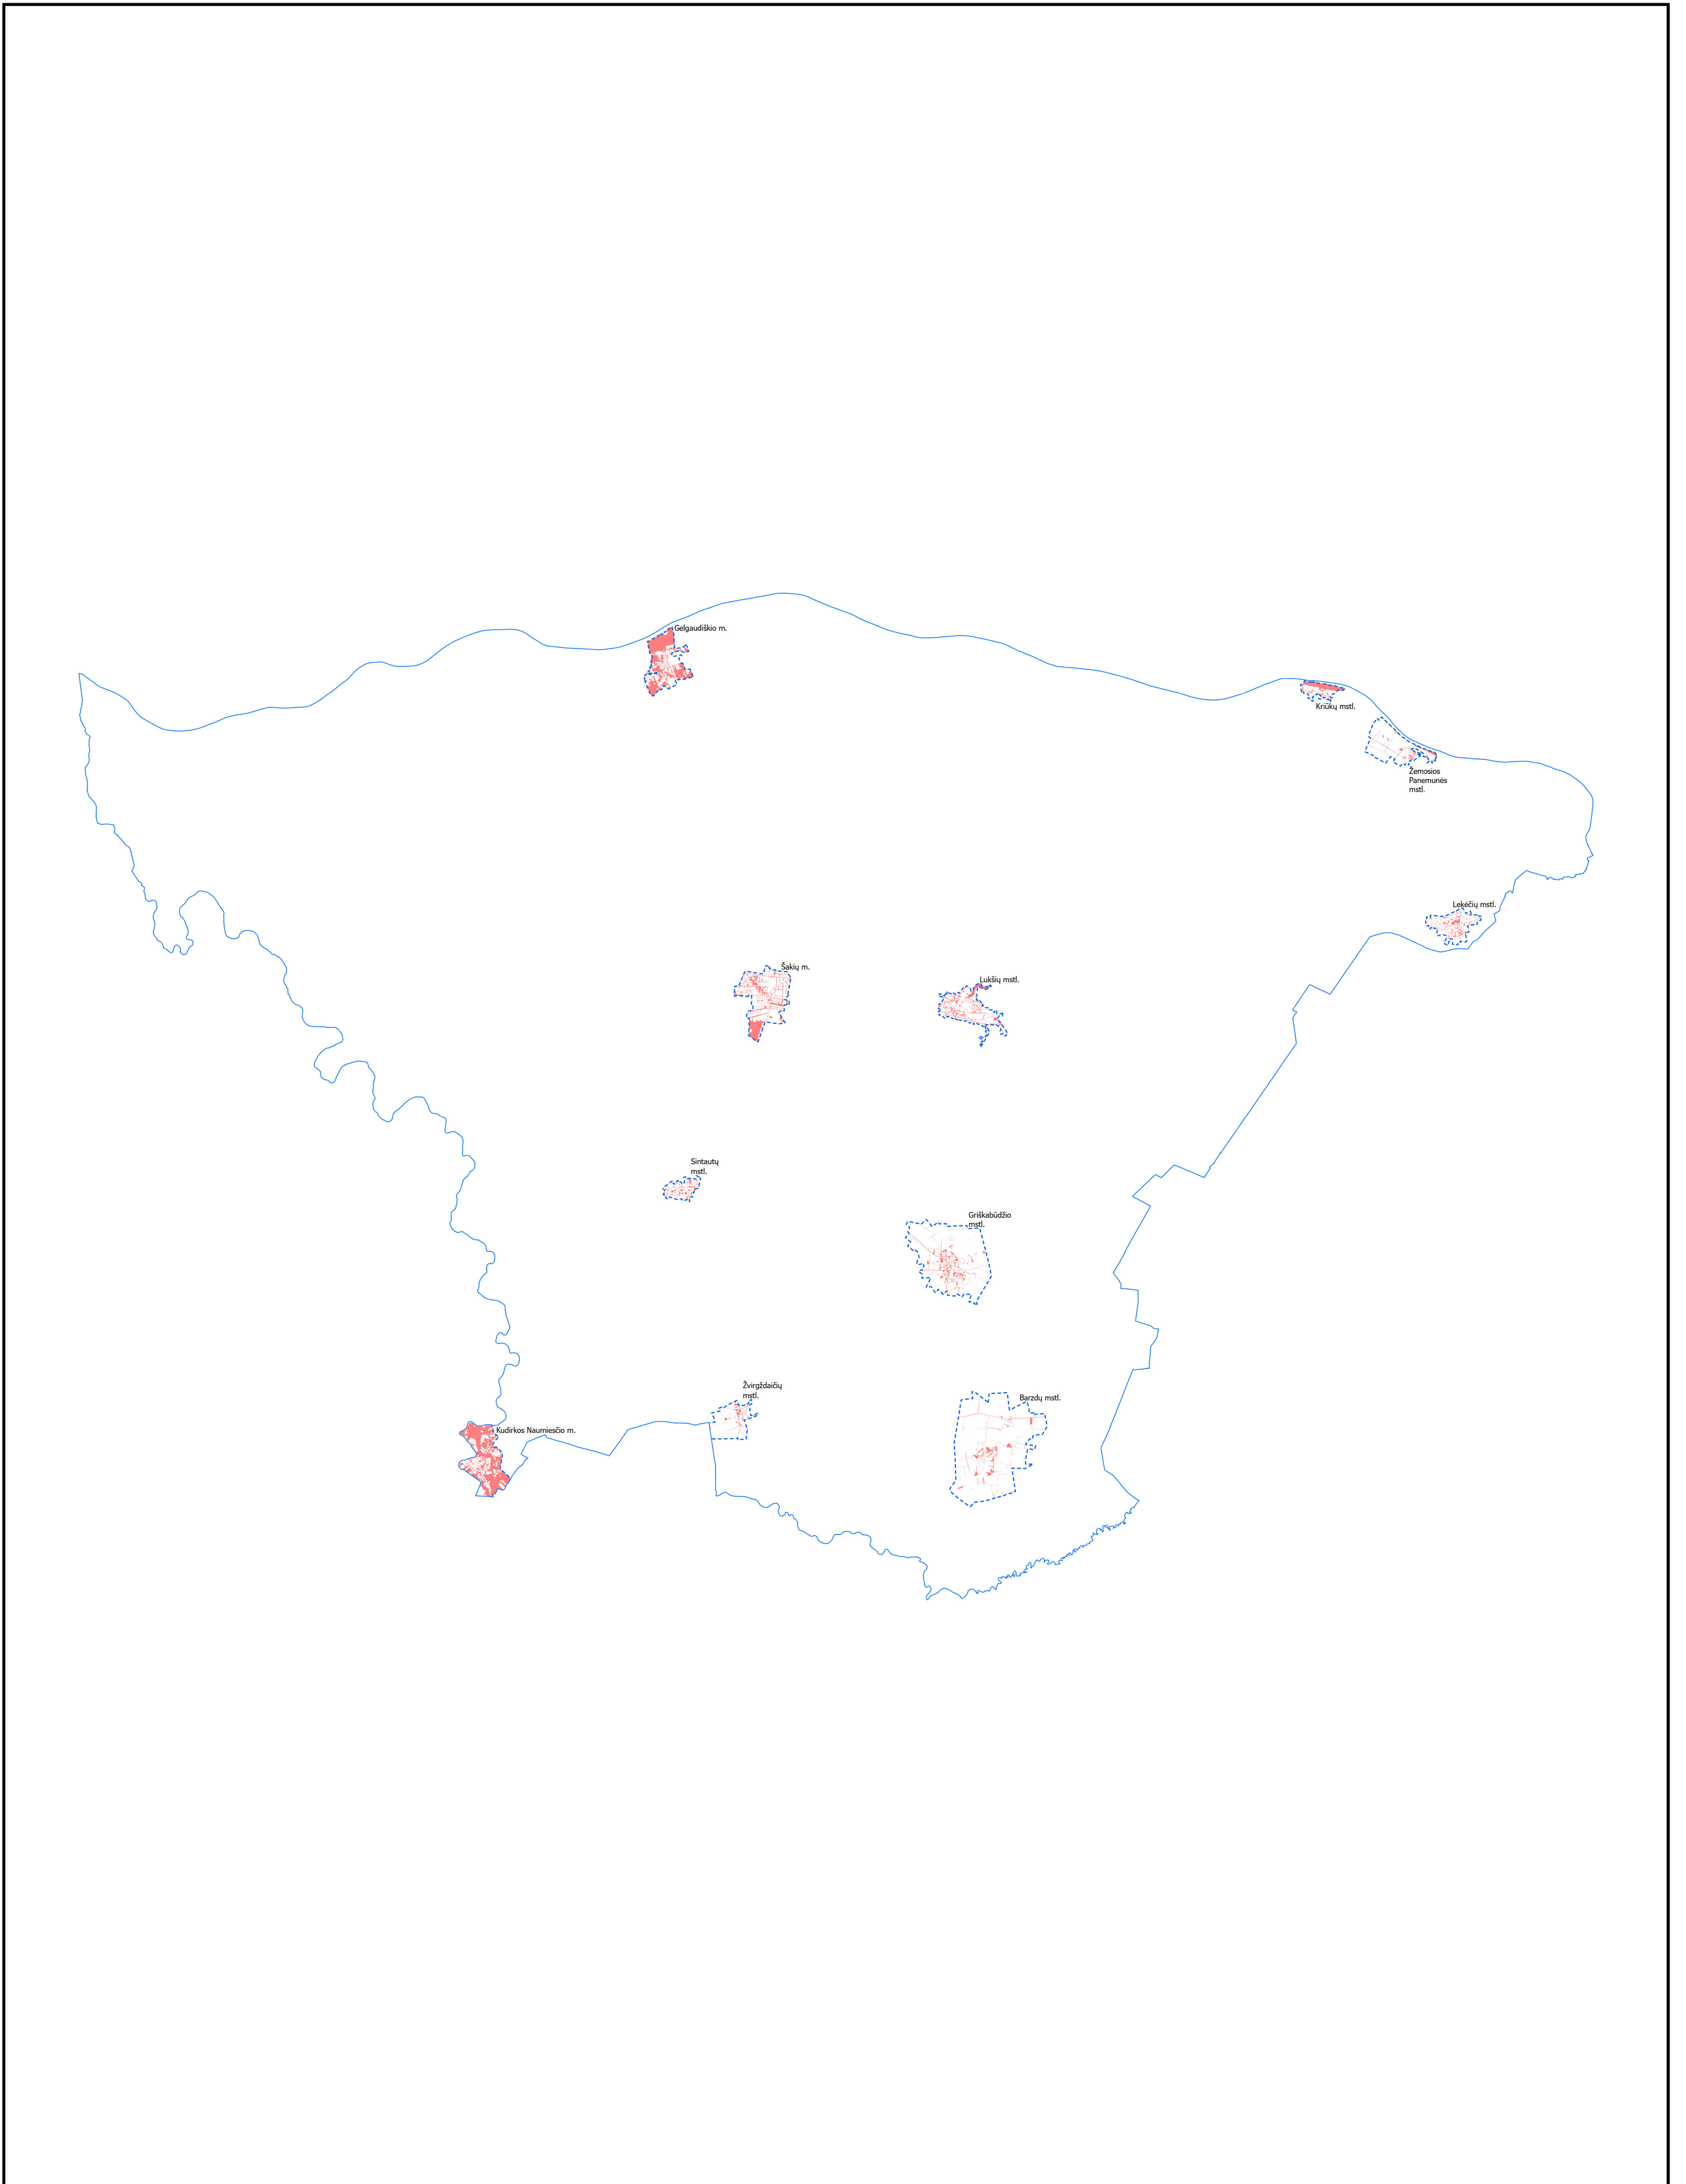 Gelgaudiškio m.
Kriūkų mstl.
Žemosios
Panemunės
mstl.
Lekėčių mstl.
Šakių m.
Lukšių mstl.
Sintautų
mstl.
Griškabūdžio
mstl.
Žvirgždaičių
mstl.
Barzdų mstl.
Kudirkos Naumiesčio m.